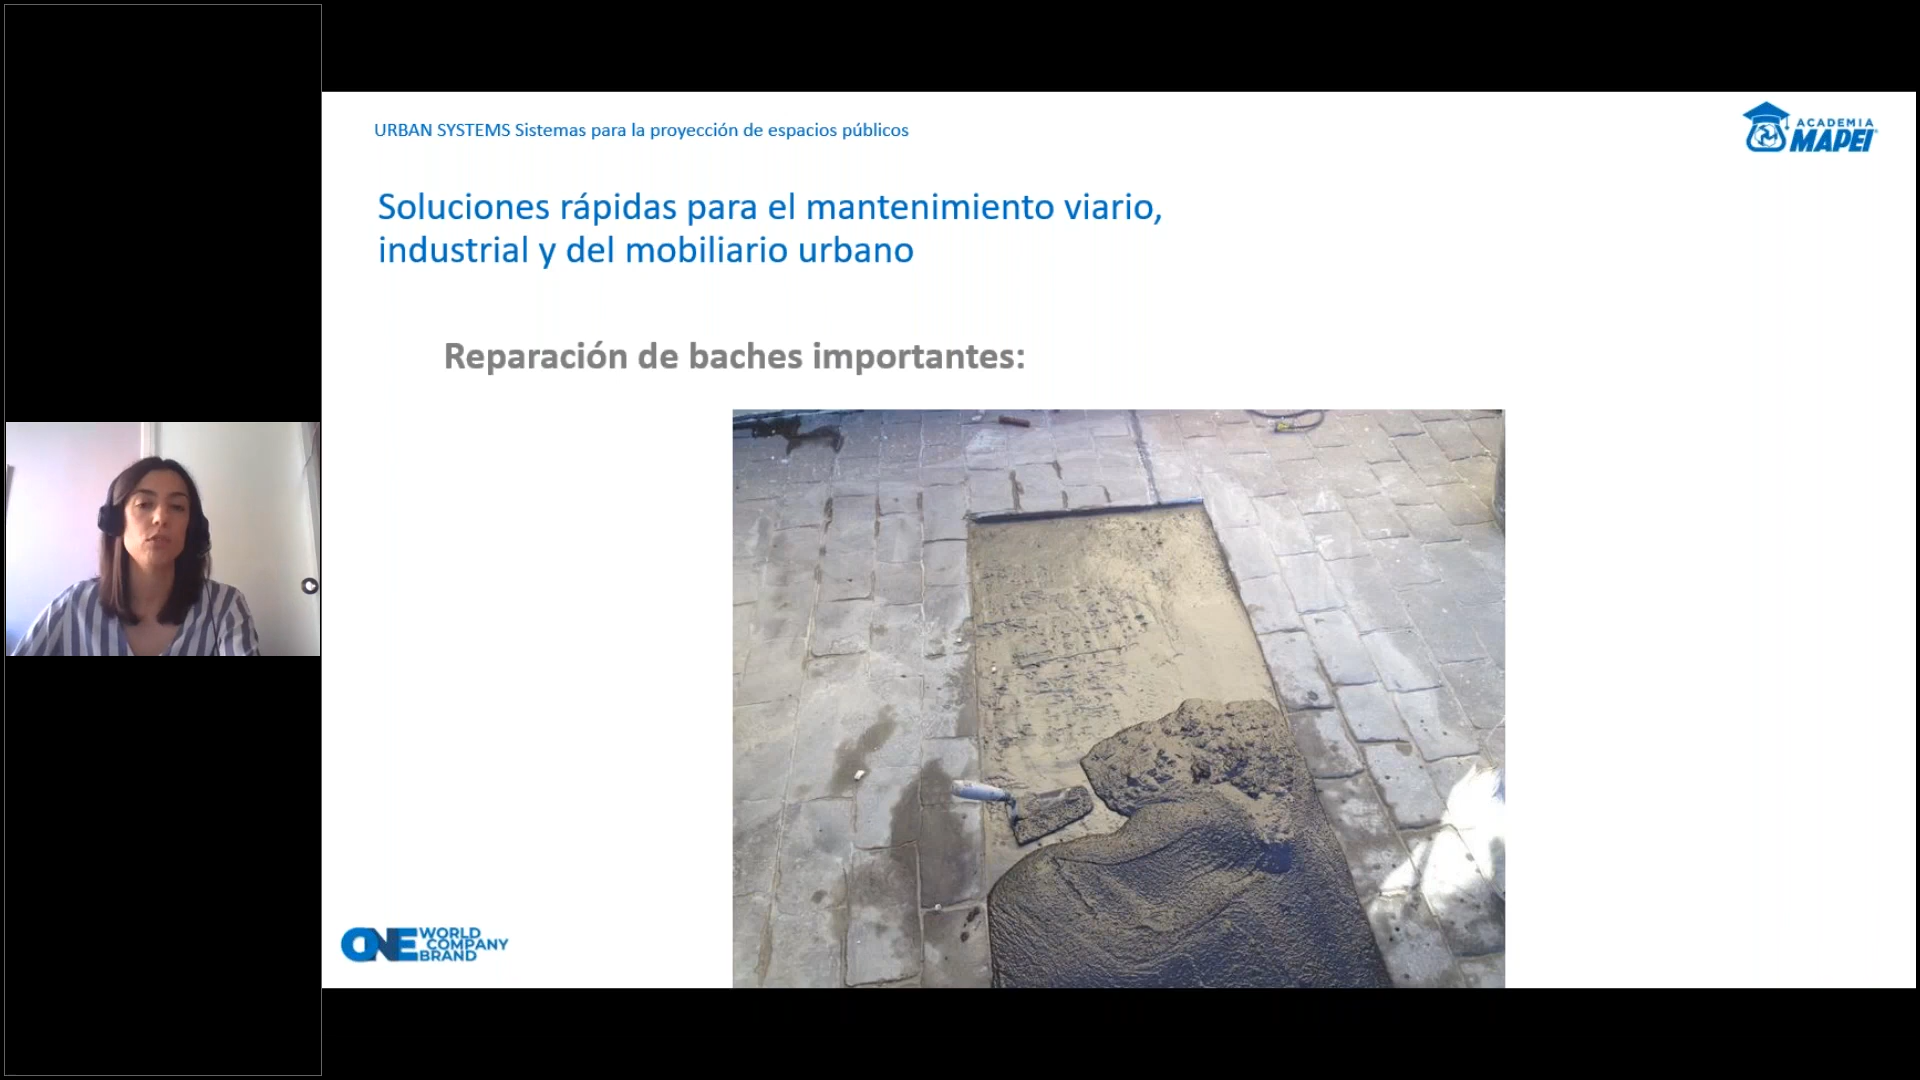 URBAN SYSTEMS Sistemas para la proyección de espacios públicos
ACADEMIA
MAPEI
Soluciones rápidas para el mantenimiento viario,
industrial y del mobiliario urbano
Reparación de baches importantes:
ONE WORLD
COMPANY
BRAND